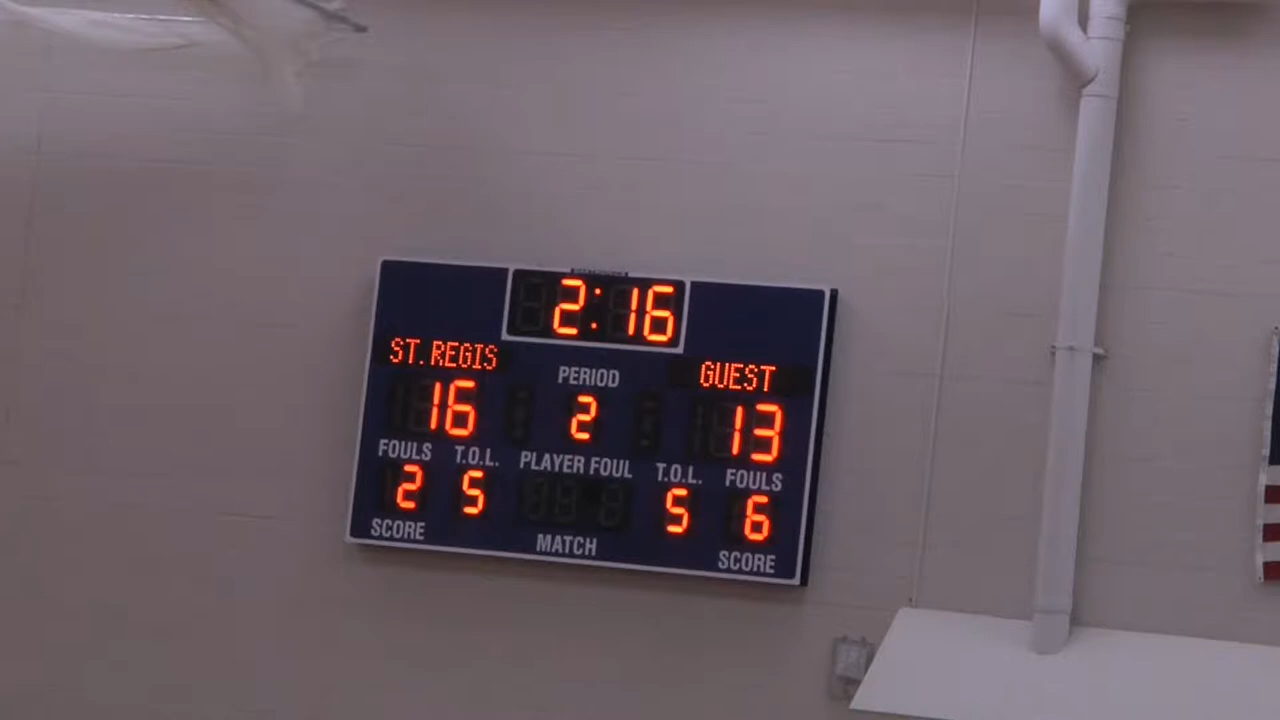 2:16
ST. REGIS
GUEST
PERIOD
16
2
13
FOULS T.O.L. PLAYER FOUL T.O.L. FOULS
2 5 5 6
SCORE MATCH SCORE